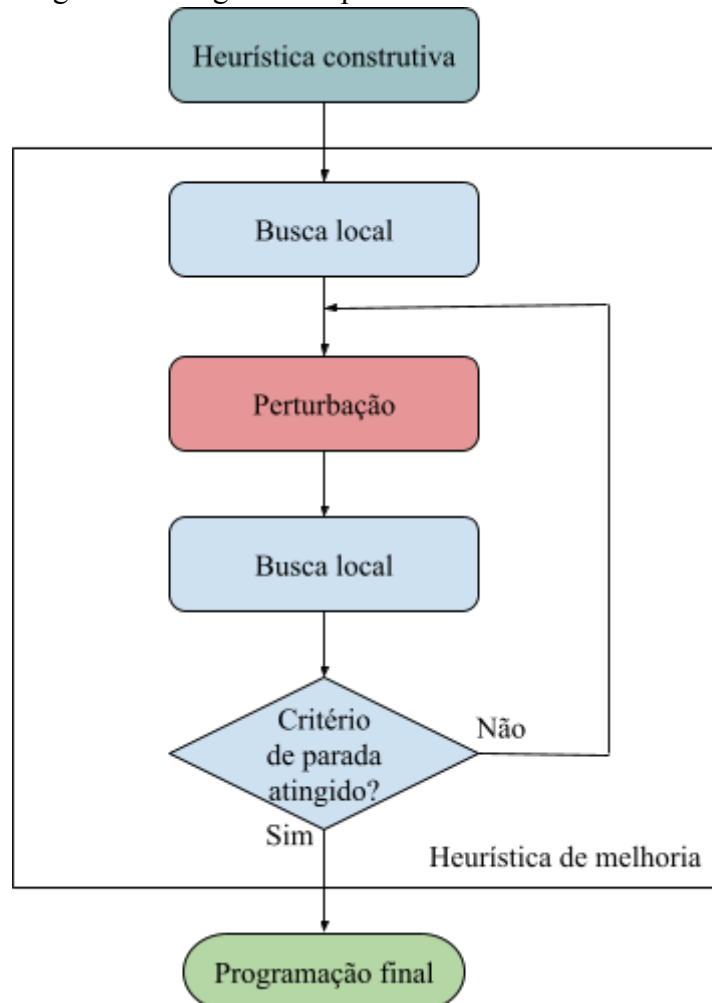 Heurística construtiva
Busca local
Perturbação
Busca local
Critério
de parada
atingido?
Não
Sim
Heurística de melhoria
Programação final